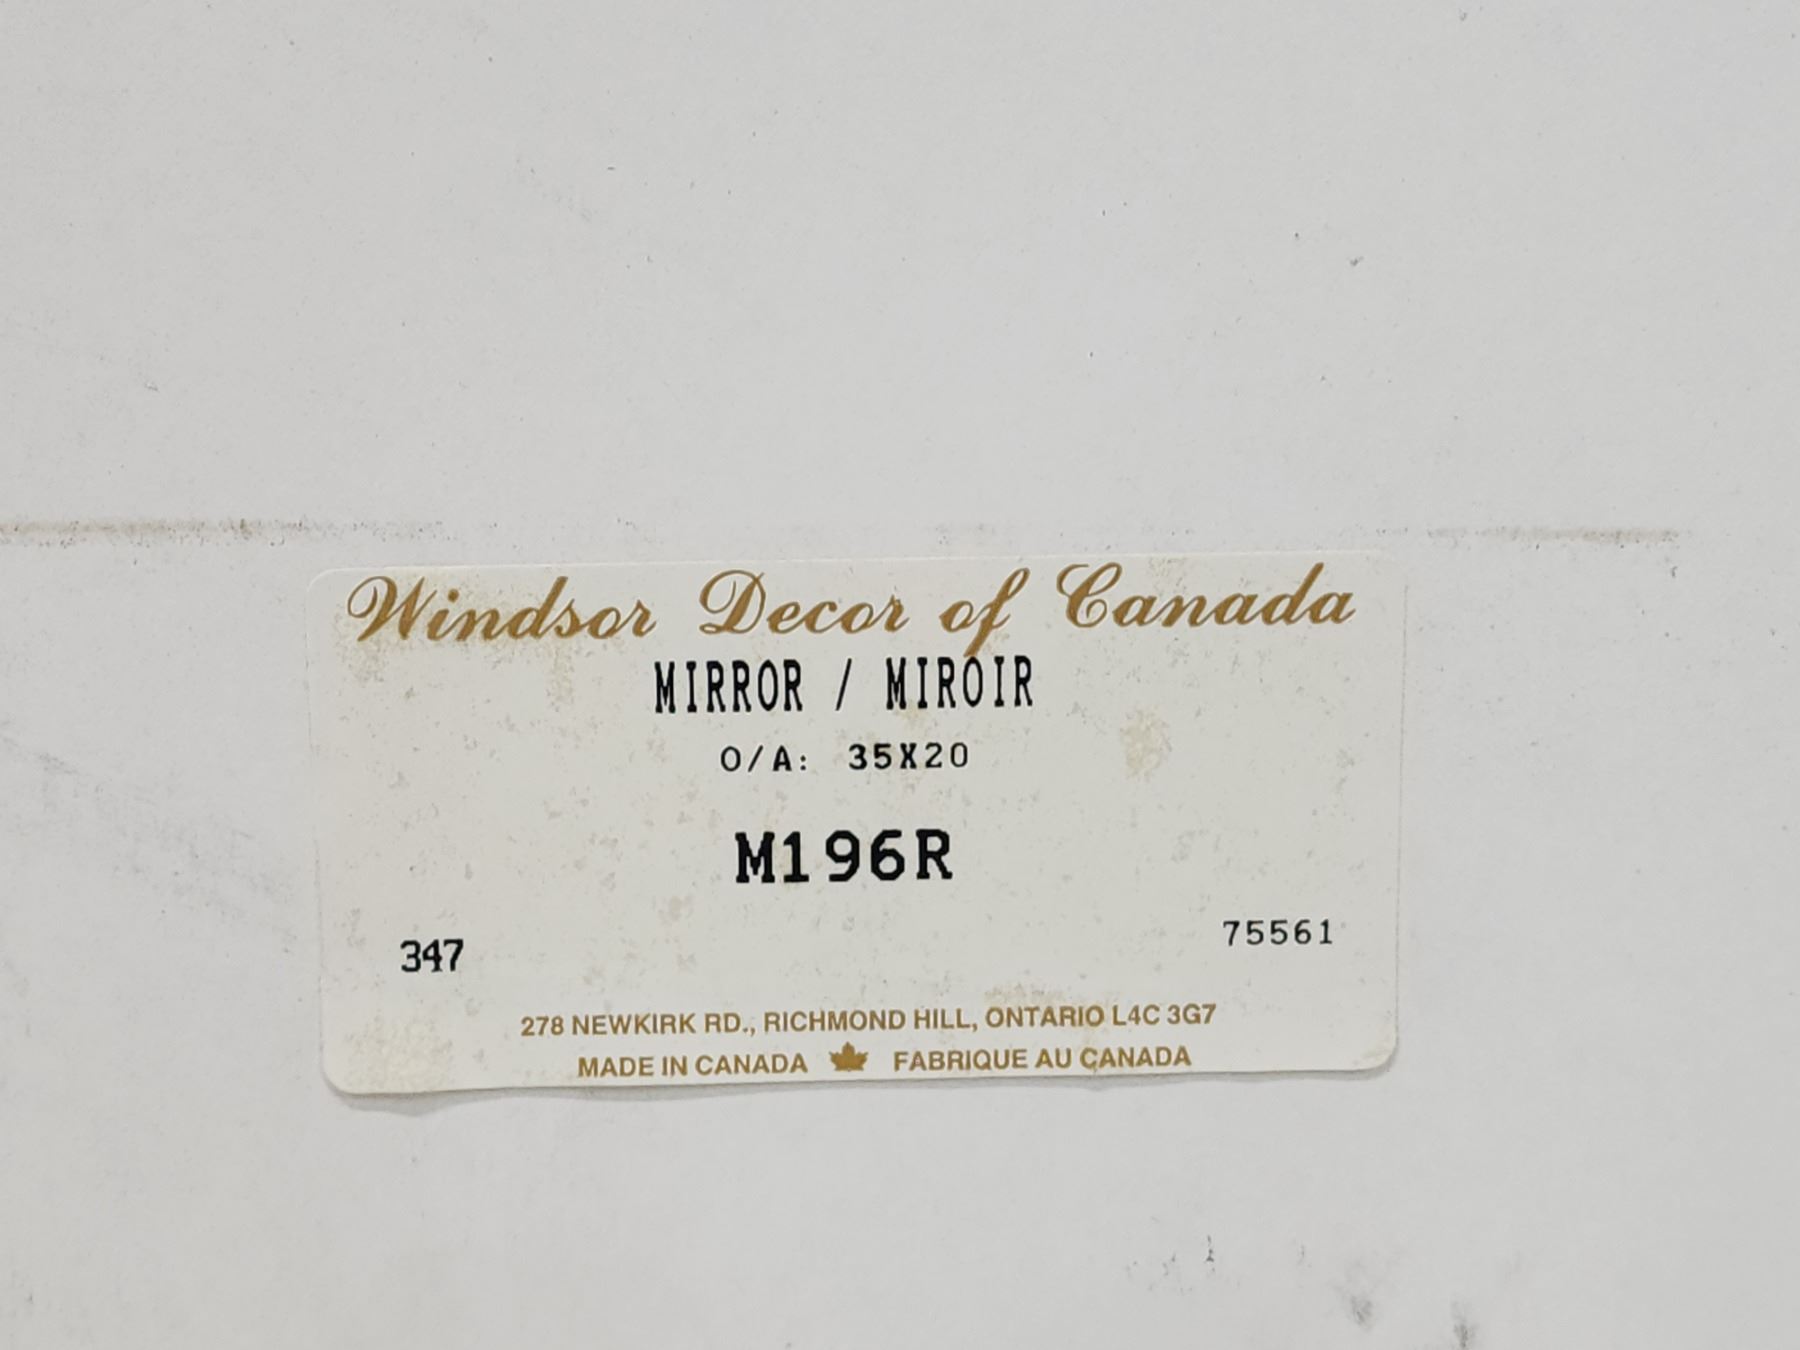 Windsor Decor of Canada
MIRROR / MIROIR
O/A: 35X20
M196R
347 75561
278 NEWKIRK RD., RICHMOND HILL, ONTARIO L4C 3G7
MADE IN CANADA FABRIQUE AU CANADA